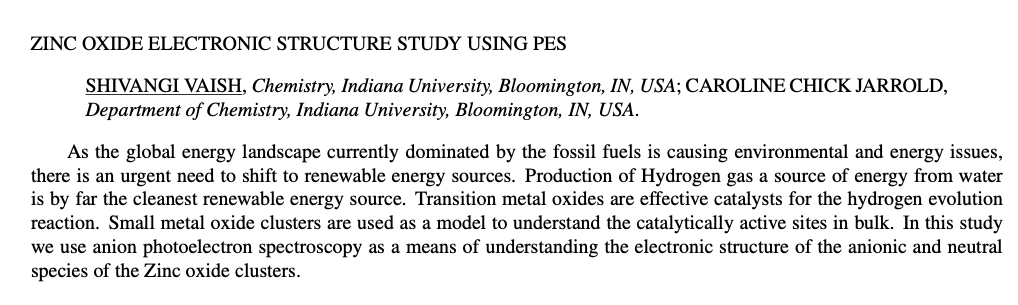 ZINC OXIDE ELECTRONIC STRUCTURE STUDY USING PES
SHIVANGI VAISH, Chemistry, Indiana University, Bloomington, IN, USA; CAROLINE CHICK JARROLD,
Department of Chemistry, Indiana University, Bloomington, IN, USA.
As the global energy landscape currently dominated by the fossil fuels is causing environmental and energy issues,
there is an urgent need to shift to renewable energy sources. Production of Hydrogen gas a source of energy from water
is by far the cleanest renewable energy source. Transition metal oxides are effective catalysts for the hydrogen evolution
reaction. Small metal oxide clusters are used as a model to understand the catalytically active sites in bulk. In this study
we use anion photoelectron spectroscopy as a means of understanding the electronic structure of the anionic and neutral
species of the Zinc oxide clusters.